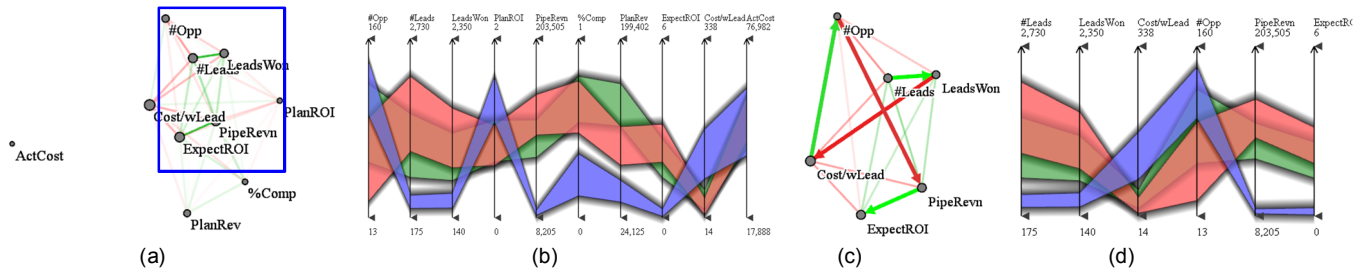 #Opp
#Leads
LeadsWon
PlanROI
Cost/wLead
PipeRevn
ExpectROI
ActCost
%Comp
PlanRev
(a)
#Opp #Leads LeadsWon PlanROI PipeRevn %Comp PlanRev ExpectROI Cost/wLead ActCost
160 2,730 2,350 2 203,505 1 199,402 6 338 76,982
13 175 140 0 8,205 0 24,125 0 14 17,888
(b)
#Opp
LeadsWon
#Leads
Cost/wLead
PipeRevn
ExpectROI
(c)
#Leads LeadsWon Cost/wLead #Opp PipeRevn ExpectRO
2,730 2,350 338 160 203,505 6
175 140 14 13 8,205 0
(d)